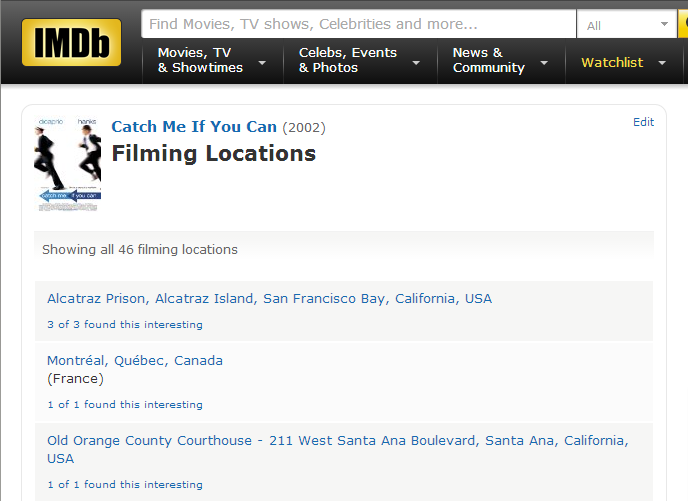 IMDb
Find Movies, TV shows, Celebrities and more...
All
Movies, TV
& Showtimes
Celebs, Events
& Photos
News &
Community
Watchlist
dicaprio hanks
catch me if you can
Catch Me If You Can (2002)
Edit
Filming Locations
Showing all 46 filming locations
Alcatraz Prison, Alcatraz Island, San Francisco Bay, California, USA
3 of 3 found this interesting
Montréal, Québec, Canada
(France)
1 of 1 found this interesting
Old Orange County Courthouse - 211 West Santa Ana Boulevard, Santa Ana, California,
USA
1 of 1 found this interesting